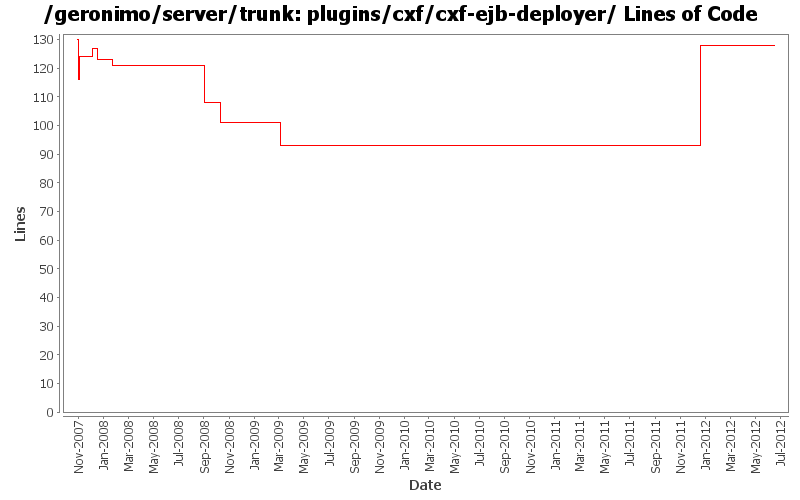 /geronimo/server/trunk: plugins/cxf/cxf-ejb-deployer/ Lines of Code
130
120
110
100
90
80
70
60
50
40
30
20
10
0
Lines
Nov-2007
Jan-2008
Mar-2008
May-2008
Jul-2008
Sep-2008
Nov-2008
Jan-2009
Mar-2009
May-2009
Jul-2009
Sep-2009
Nov-2009
Jan-2010
Mar-2010
May-2010
Jul-2010
Sep-2010
Nov-2010
Jan-2011
Mar-2011
May-2011
Jul-2011
Sep-2011
Nov-2011
Jan-2012
Mar-2012
May-2012
Jul-2012
Date